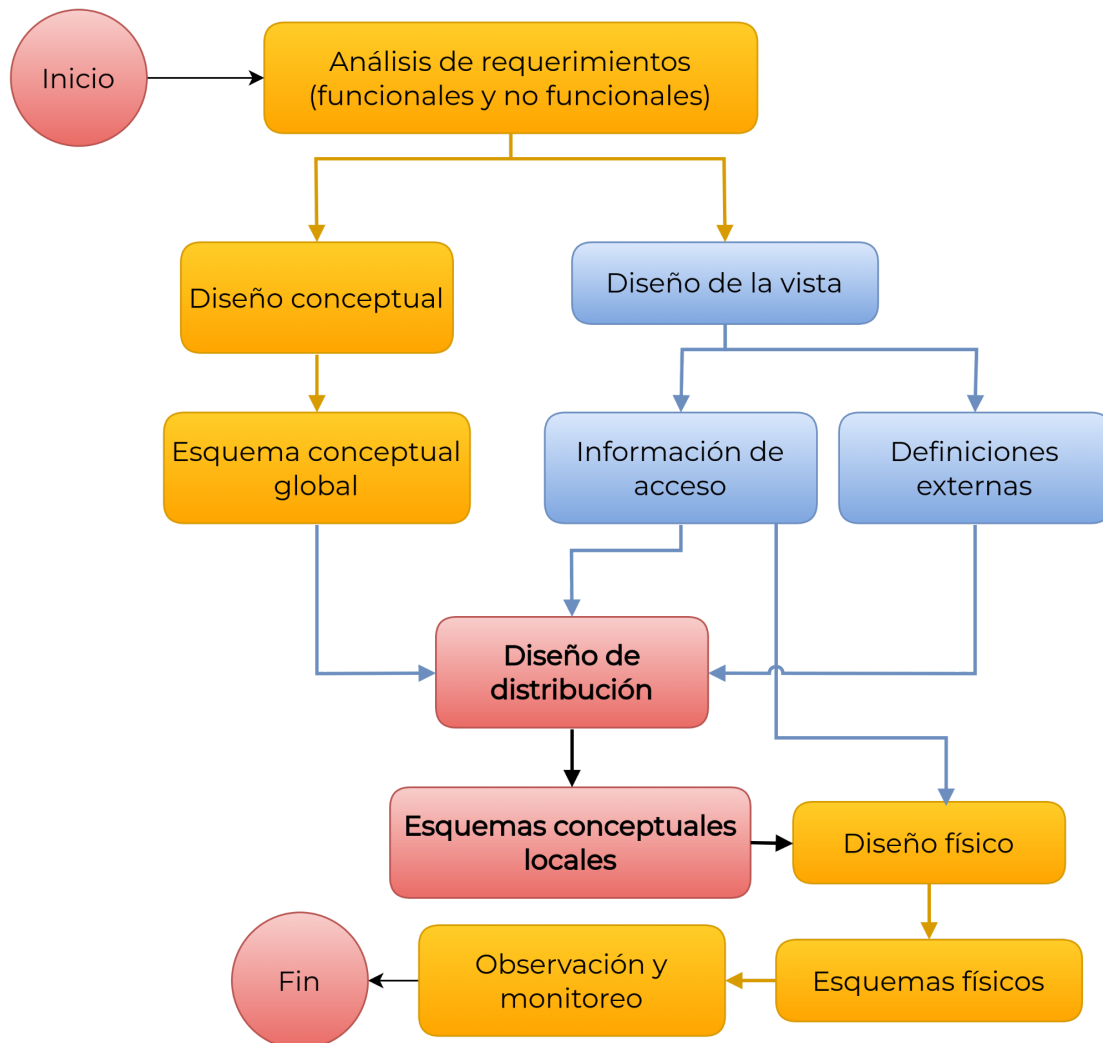 Inicio
Análisis de requerimientos
(funcionales y no funcionales)
Diseño conceptual
Diseño de la vista
Esquema conceptual
global
Información de
acceso
Definiciones
externas
Diseño de
distribución
Esquemas conceptuales
locales
Diseño físico
Esquemas físicos
Observación y
monitoreo
Fin